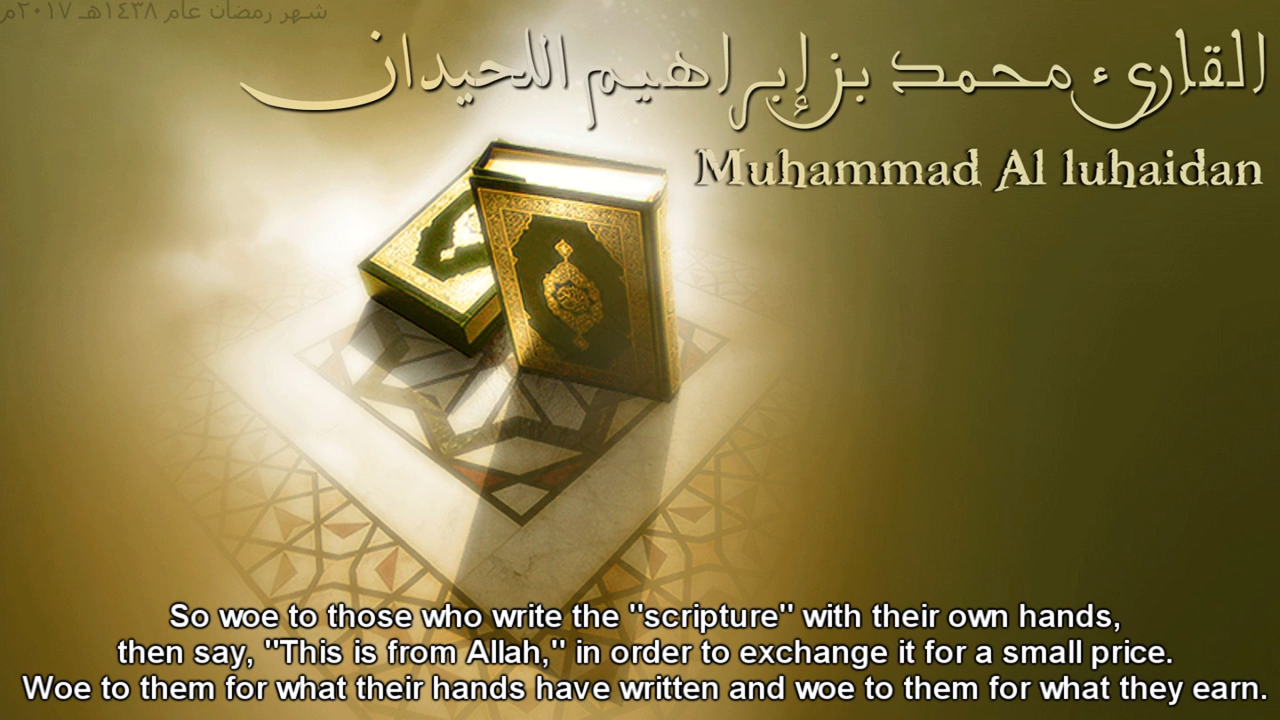 شهر رمضان عام ١٤٣٨هـ ٢٠١٧م
القارئ محمد بن إبراهيم اللحيدان
Muhammad Al luhaidan
So woe to those who write the "scripture" with their own hands,
then say, "This is from Allah," in order to exchange it for a small price.
Woe to them for what their hands have written and woe to them for what they earn.